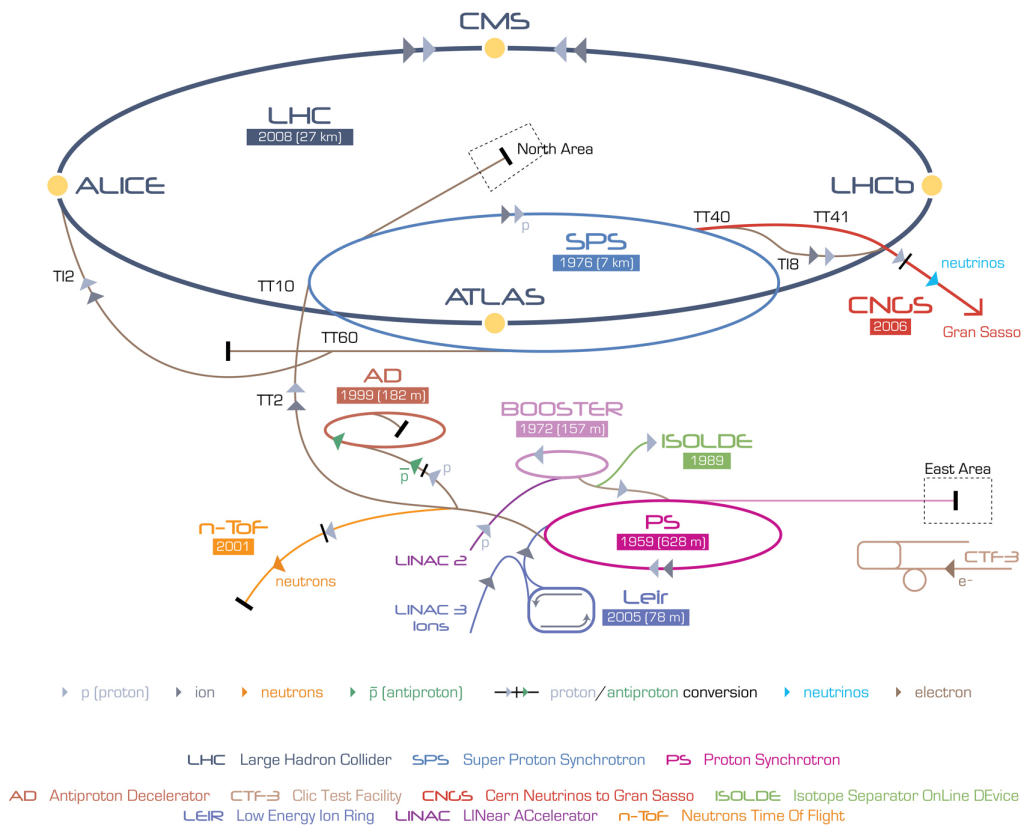 CMS
LHC
2008 (27 km)
North Area
ALICE
LHCb
TT40
TT41
p
SPS
1976 (7 km)
TI8
TI2
neutrinos
TT10
ATLAS
CNGS
2006
Gran Sasso
TT60
AD
1999 (182 m)
TT2
BOOSTER
1972 (157 m)
ISOLDE
1989
p
p̅
East Area
n-ToF
2001
PS
1959 (628 m)
p
LINAC 2
neutrons
CTF-3
e-
LINAC 3
Ions
Leir
2005 (78 m)
p (proton) ion neutrons p̅ (antiproton) proton/antiproton conversion neutrinos electron
LHC Large Hadron Collider SPS Super Proton Synchrotron PS Proton Synchrotron
AD Antiproton Decelerator CTF-3 Clic Test Facility CNGS Cern Neutrinos to Gran Sasso ISOLDE Isotope Separator OnLine DEvice
LEIR Low Energy Ion Ring LINAC LINear ACcelerator n-ToF Neutrons Time Of Flight